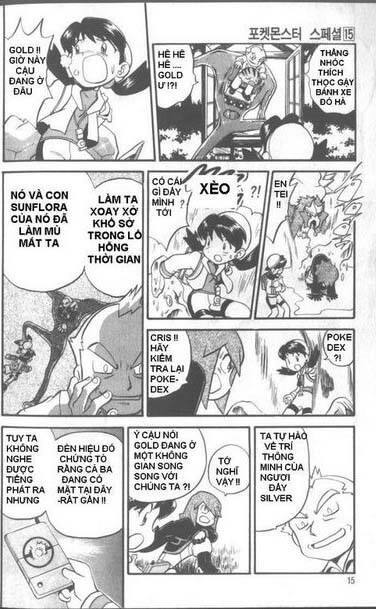 포켓몬스터 스페셜 15
GOLD !!
GIỜ NÀY
CẬU
ĐANG Ở
ĐÂU
HÊ HÊ
HÊ ....
GOLD
Ư !?!
THẰNG
NHÓC
THÍCH
THỌC GẬY
BÁNH XE
ĐÓ HÀ
NÓ VÀ CON
SUNFLORA
CỦA NÓ ĐÃ
LÀM MÙ
MẮT TA
LÀM TA
XOAY XỞ
KHỔ SỞ
TRONG LỖ
HỔNG
THỜI GIAN
CÓ CÁI
GÌ ĐẨY
MÌNH
TỚI
XÈO
?!
EN
TEI !!
?!
CRIS !!
HÃY
KIỂM
TRA LẠI
POKE-
DEX
POKE
DEX
?!
TUY TA
KHÔNG
NGHE
ĐƯỢC
TIẾNG
PHÁT RA
NHƯNG
ĐÈN HIỆU ĐÓ
CHỨNG TỎ
RẰNG CẢ BA
ĐANG CÓ
MẶT TẠI ĐÂY
-RẤT GẦN !!
Ý CẬU NÓI
GOLD ĐANG Ở
MỘT KHÔNG
GIAN SONG
SONG VỚI
CHÚNG TA ?!
TỚ
NGHĨ
VẬY !!
TA TỰ HÀO
VỀ TRÍ
THÔNG
MINH CỦA
NGƯƠI
ĐẤY
SILVER
15